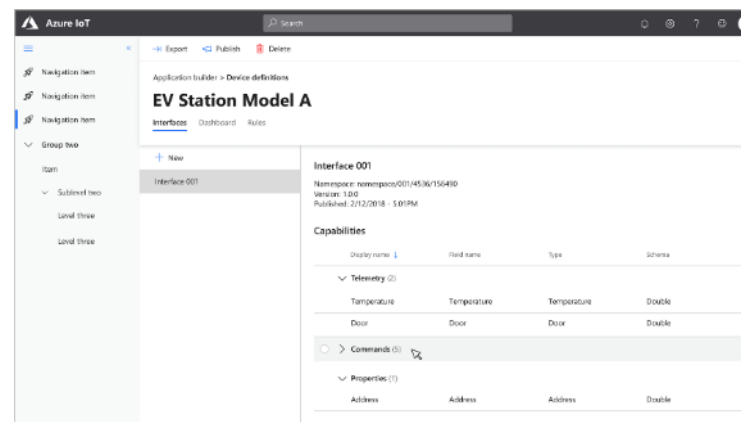 Azure IoT
Search
?
«
Export Publish Delete
Navigation item
Navigation item
Navigation item
Group two
Item
Sublevel two
Level three
Level three
Application builder > Device definitions
EV Station Model A
Interfaces Dashboard Rules
New
Interface 001
Interface 001
Namespace: namespace/001/4536/156490
Version: 1.0.0
Published: 2/12/2018 - 5:01PM
Capabilities
Display name ↓ Field name Type Schema
Telemetry (2)
Temperature Temperature Temperature Double
Door Door Door Double
Commands (5)
Properties (1)
Address Address Address Double